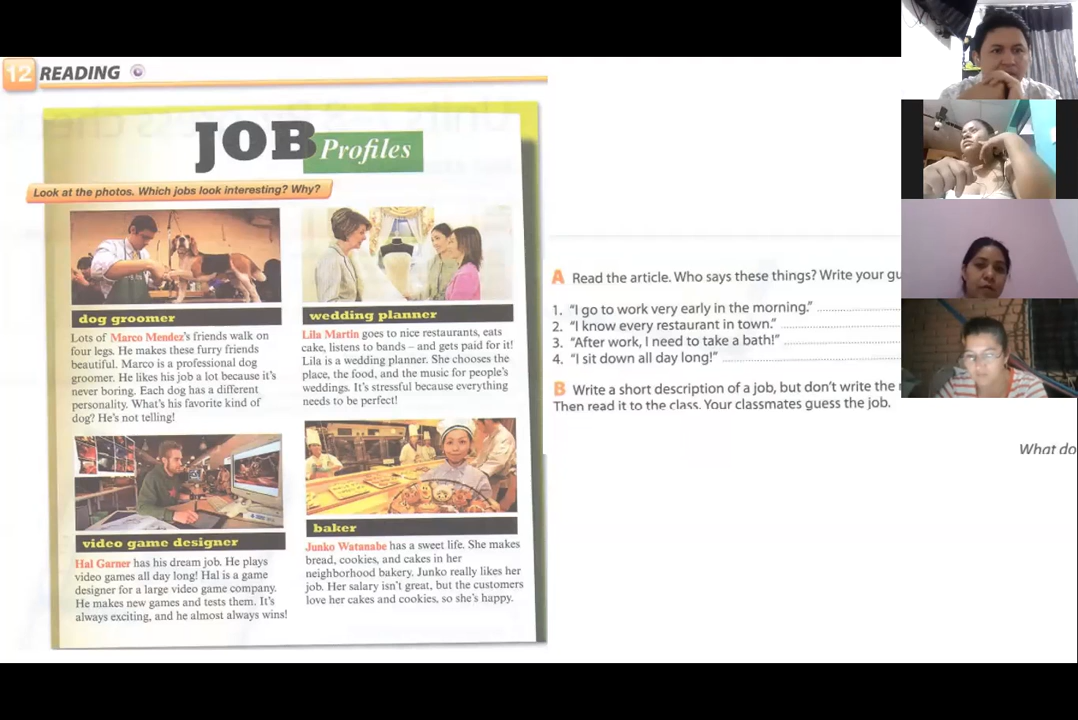 12 READING
JOB
Profiles
Look at the photos. Which jobs look interesting? Why?
dog groomer
Lots of Marco Mendez's friends walk on
four legs. He makes these furry friends
beautiful. Marco is a professional dog
groomer. He likes his job a lot because it's
never boring. Each dog has a different
personality. What's his favorite kind of
dog? He's not telling!
wedding planner
Lila Martin goes to nice restaurants, eats
cake, listens to bands – and gets paid for it!
Lila is a wedding planner. She chooses the
place, the food, and the music for people's
weddings. It's stressful because everything
needs to be perfect!
video game designer
Hal Garner has his dream job. He plays
video games all day long! Hal is a game
designer for a large video game company.
He makes new games and tests them. It's
always exciting, and he almost always wins!
baker
Junko Watanabe has a sweet life. She makes
bread, cookies, and cakes in her
neighborhood bakery. Junko really likes her
job. Her salary isn't great, but the customers
love her cakes and cookies, so she's happy.
A Read the article. Who says these things? Write your gu
1. "I go to work very early in the morning."
2. "I know every restaurant in town."
3. "After work, I need to take a bath!"
4. "I sit down all day long!"
B Write a short description of a job, but don't write the
Then read it to the class. Your classmates guess the job.
What do